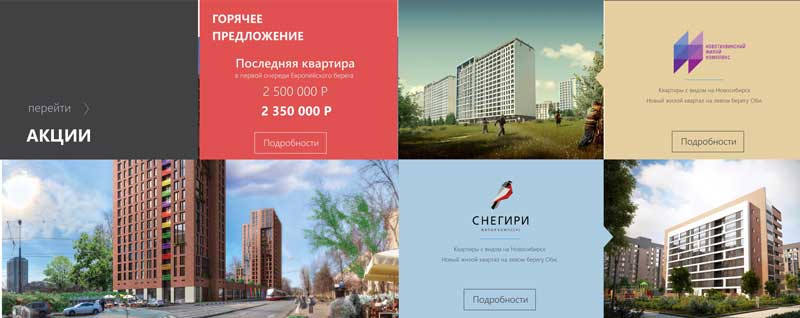 перейти
АКЦИИ
ГОРЯЧЕЕ
ПРЕДЛОЖЕНИЕ
Последняя квартира
в первой очереди Европейского берега
2 500 000 Р
2 350 000 Р
Подробности
ЖИЛОЙ
КОМПЛЕКС
Квартиры с видом на Новосибирск
Новый жилой квартал на левом берегу Оби.
Подробности
СНЕГИРИ
Квартиры с видом на Новосибирск
Новый жилой квартал на левом берегу Оби.
Подробности